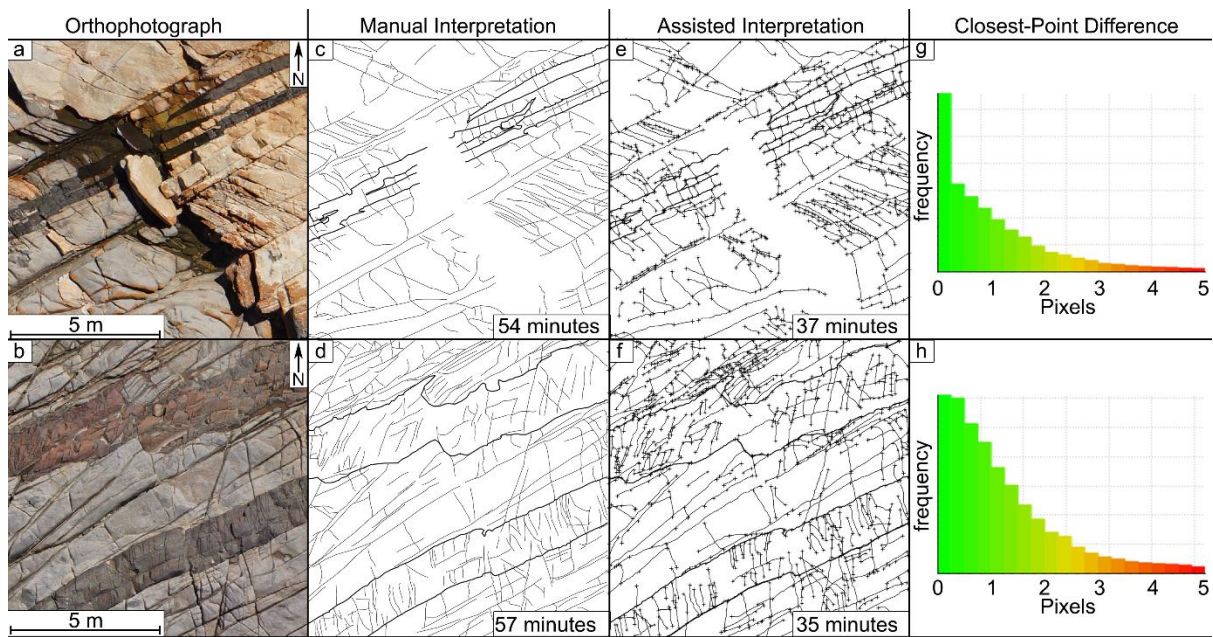 Orthophotograph Manual Interpretation Assisted Interpretation Closest-Point Difference
a N 5 m
c 54 minutes
e 37 minutes
g frequency
0 1 2 3 4 5
Pixels
b N 5 m
d 57 minutes
f 35 minutes
h frequency
0 1 2 3 4 5
Pixels